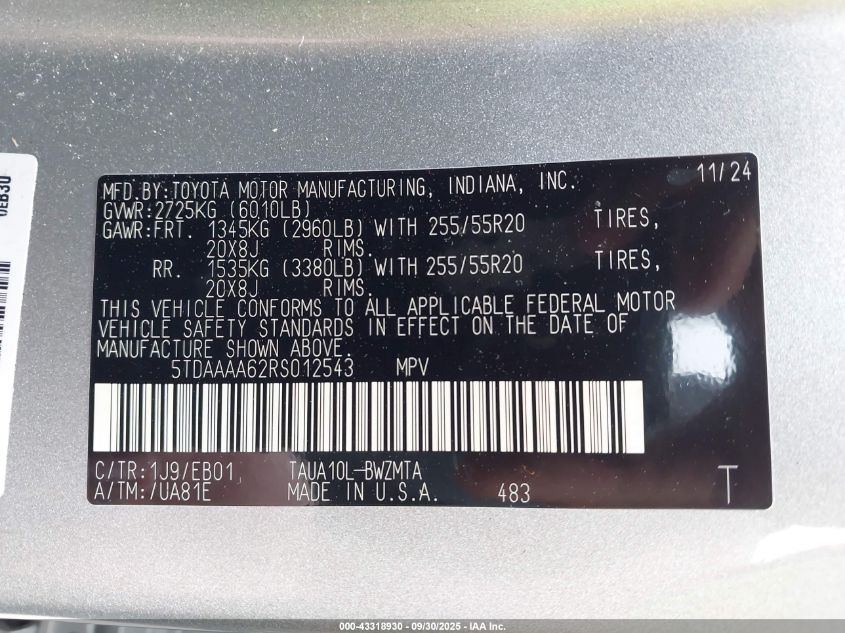 MFD.BY:TOYOTA MOTOR MANUFACTURING, INDIANA, INC. 11/24
GVWR:2725KG (6010LB)
GAWR:FRT. 1345KG (2960LB) WITH 255/55R20 TIRES,
20X8J RIMS.
RR. 1535KG (3380LB) WITH 255/55R20 TIRES,
20X8J RIMS.
THIS VEHICLE CONFORMS TO ALL APPLICABLE FEDERAL MOTOR
VEHICLE SAFETY STANDARDS IN EFFECT ON THE DATE OF
MANUFACTURE SHOWN ABOVE.
5TDAAAA62RS012543 MPV
C/TR:1J9/EB01 TAUA10L-BWZMTA
A/TM:/UA81E MADE IN U.S.A. 483 T
000-43318930 - 09/30/2025 - IAA Inc.